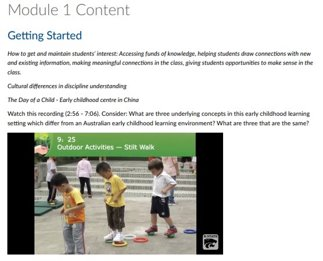 Module 1 Content
Getting Started
How to get and maintain students' interest: Accessing funds of knowledge, helping students draw connections with new
and existing information, making meaningful connections in the class, giving students opportunities to make sense in the
class.
Cultural differences in discipline understanding
The Day of a Child - Early childhood centre in China
Watch this recording (2:56 - 7:06). Consider: What are three underlying concepts in this early childhood learning
setting which differ from an Australian early childhood learning environment? What are three that are the same?
9:25
Outdoor Activities — Stilt Walk